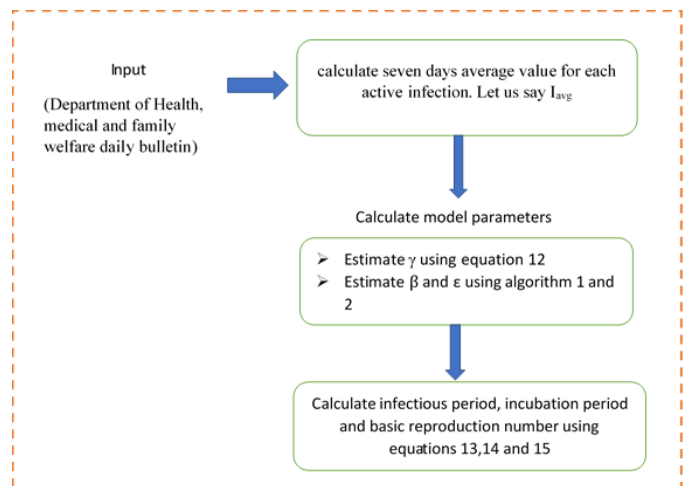 Input
(Department of Health,
medical and family
welfare daily bulletin)
calculate seven days average value for each
active infection. Let us say Iavg
Calculate model parameters
➢ Estimate γ using equation 12
➢ Estimate β and ε using algorithm 1 and
2
Calculate infectious period, incubation period
and basic reproduction number using
equations 13,14 and 15